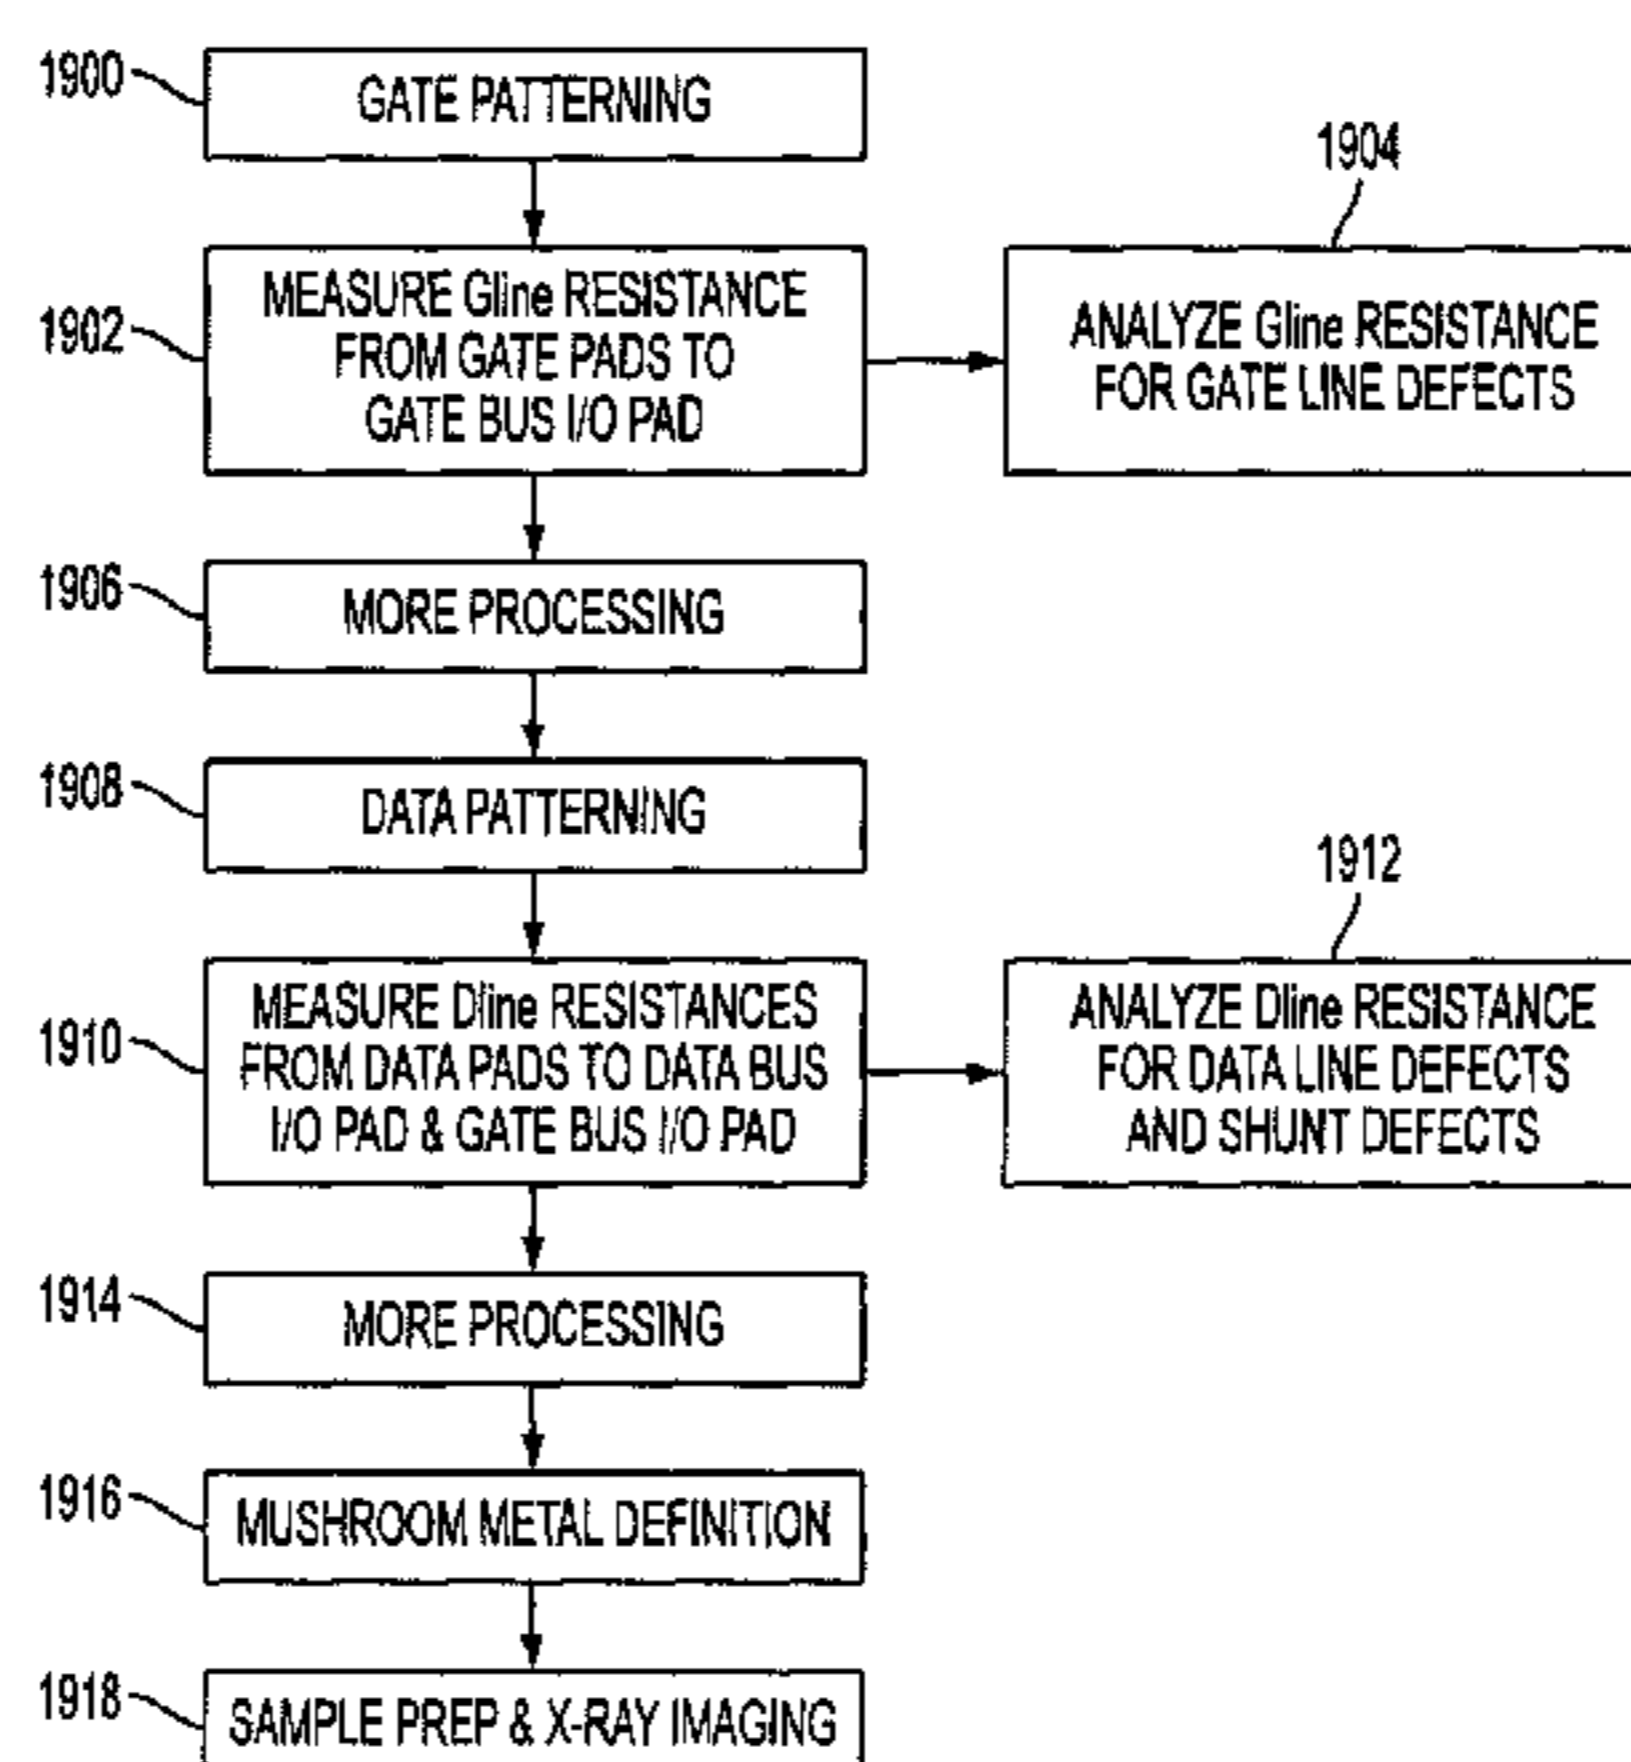 1900
GATE PATTERNING
1904
1902
MEASURE Gline RESISTANCE
FROM GATE PADS TO
GATE BUS I/O PAD
ANALYZE Gline RESISTANCE
FOR GATE LINE DEFECTS
1906
MORE PROCESSING
1908
DATA PATTERNING
1912
1910
MEASURE Dline RESISTANCES
FROM DATA PADS TO DATA BUS
I/O PAD & GATE BUS I/O PAD
ANALYZE Dline RESISTANCE
FOR DATA LINE DEFECTS
AND SHUNT DEFECTS
1914
MORE PROCESSING
1916
MUSHROOM METAL DEFINITION
1918
SAMPLE PREP & X-RAY IMAGING